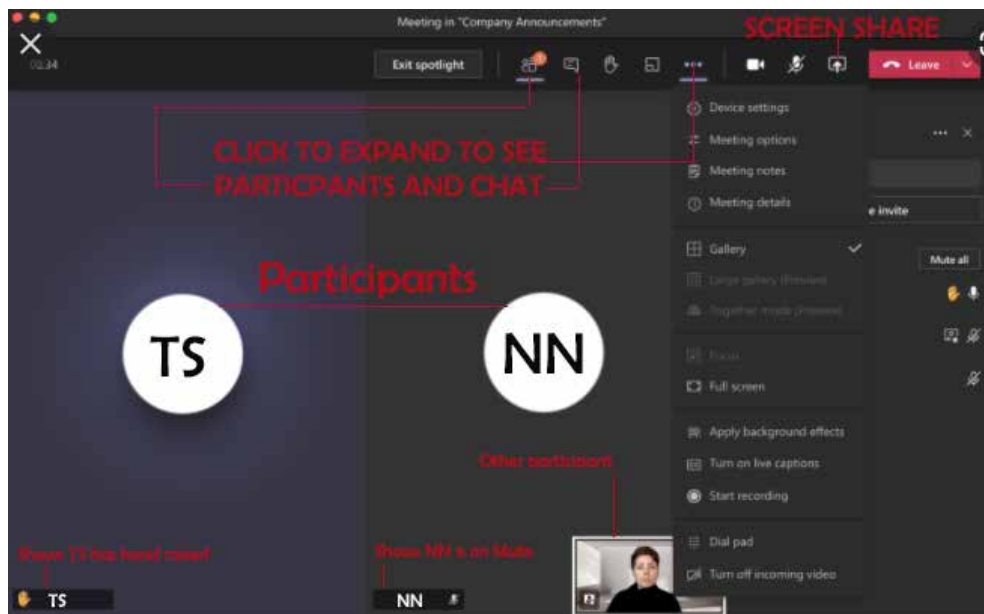 Meeting in "Company Announcements"
SCREEN SHARE
Exit spotlight
Leave
Device settings
Meeting options
CLICK TO EXPAND TO SEE
PARTICPANTS AND CHAT
Meeting notes
Meeting details
e invite
Gallery
Mute all
Large gallery (Preview)
Together mode (Preview)
Participants
TS
NN
Focus
Full screen
Apply background effects
Other participant
Turn on live captions
Start recording
Dial pad
Shows TS has hand raised
Shows NN is on Mute
Turn off incoming video
TS
NN